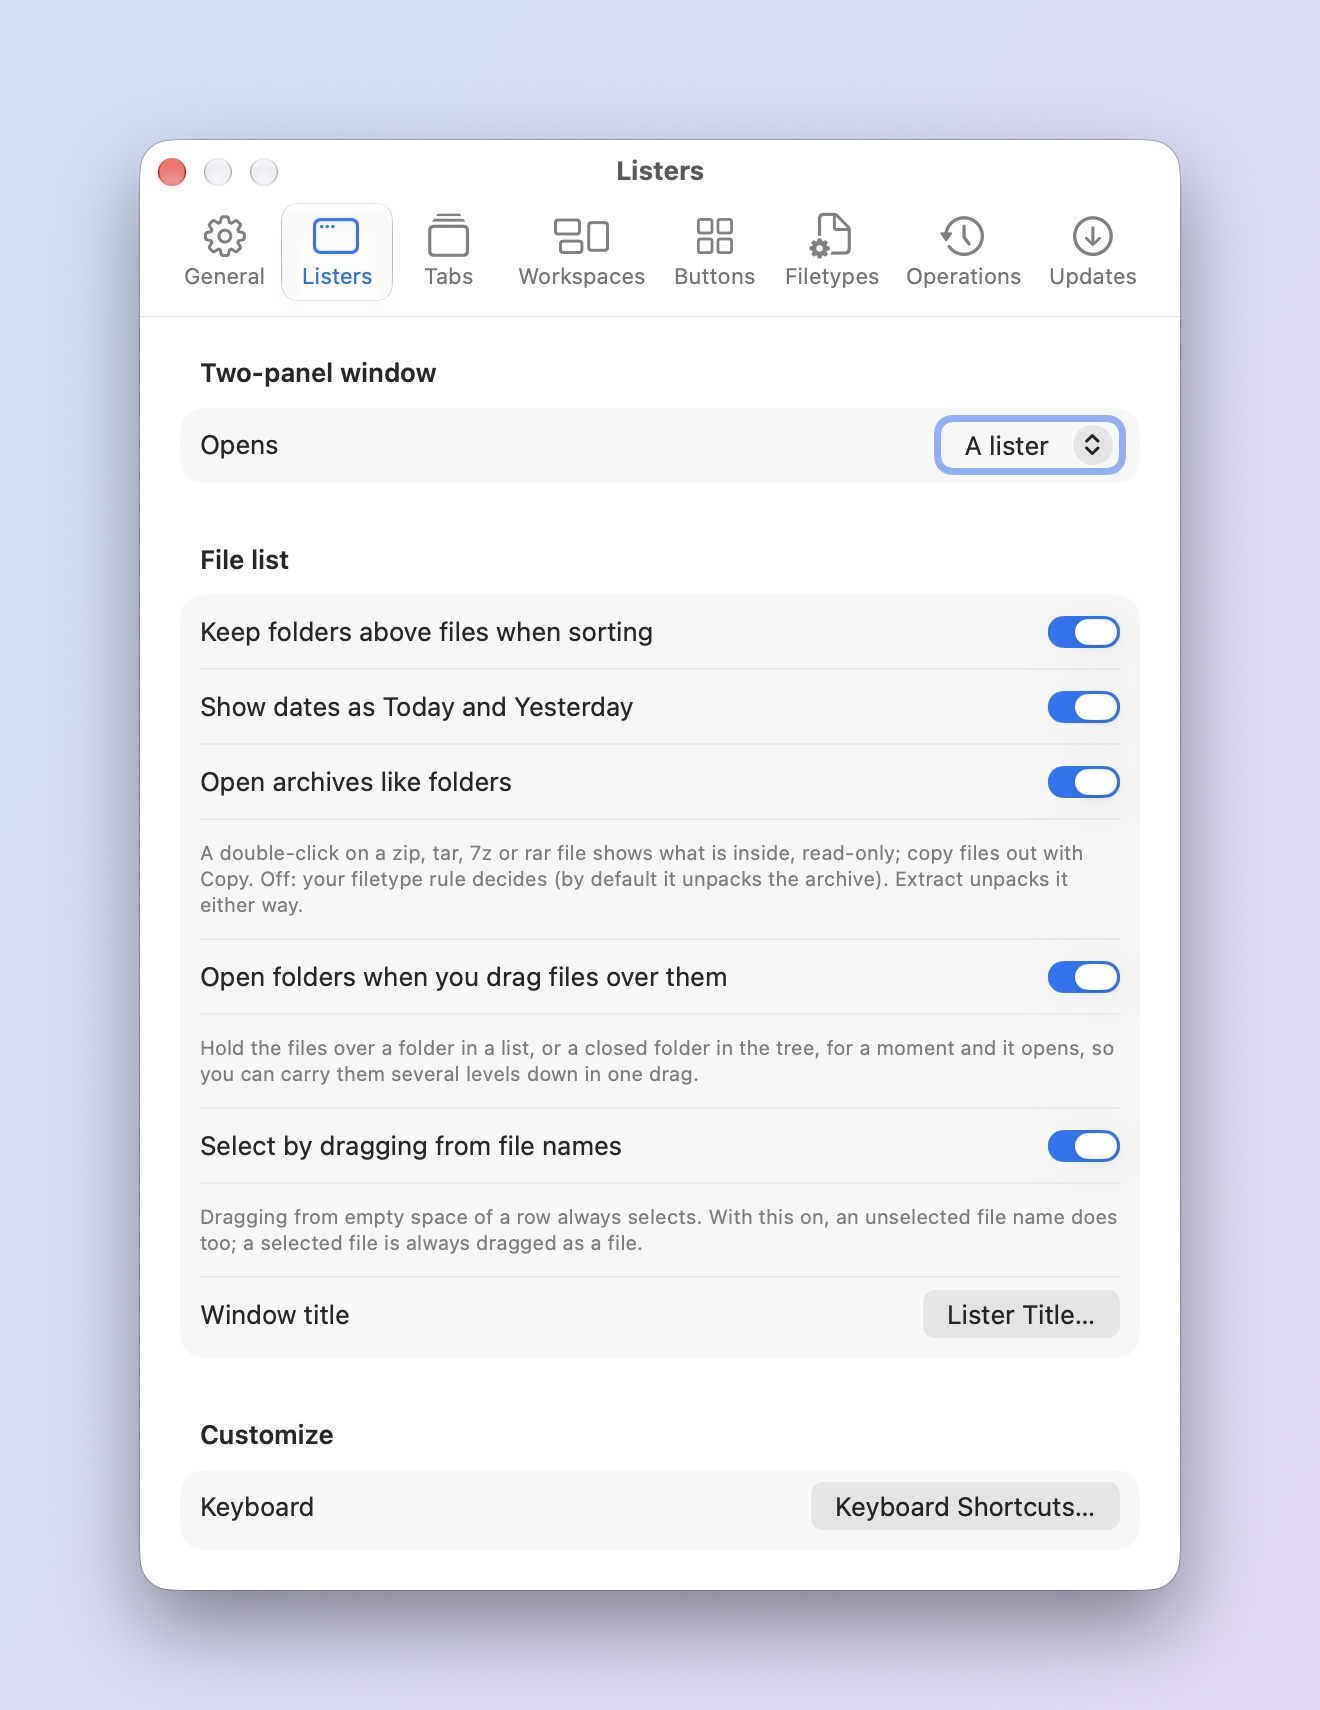 Listers
General
Listers
Tabs
Workspaces
Buttons
Filetypes
Operations
Updates
Two-panel window
Opens
A lister
File list
Keep folders above files when sorting
Show dates as Today and Yesterday
Open archives like folders
A double-click on a zip, tar, 7z or rar file shows what is inside, read-only; copy files out with
Copy. Off: your filetype rule decides (by default it unpacks the archive). Extract unpacks it
either way.
Open folders when you drag files over them
Hold the files over a folder in a list, or a closed folder in the tree, for a moment and it opens, so
you can carry them several levels down in one drag.
Select by dragging from file names
Dragging from empty space of a row always selects. With this on, an unselected file name does
too; a selected file is always dragged as a file.
Window title
Lister Title...
Customize
Keyboard
Keyboard Shortcuts...